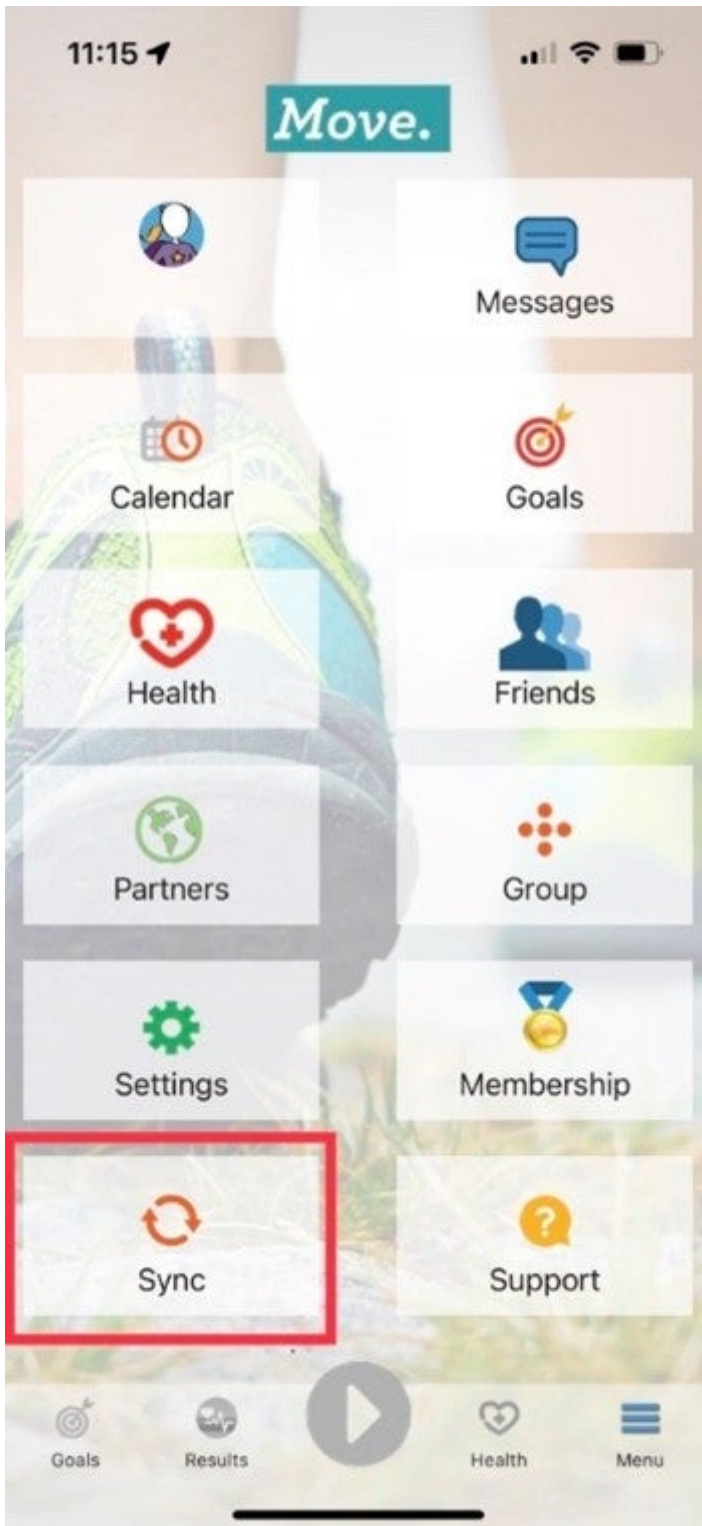 11:15
Move.
Messages
Calendar
Goals
Health
Friends
Partners
Group
Settings
Membership
Sync
? Support
Goals
Results
Health
Menu